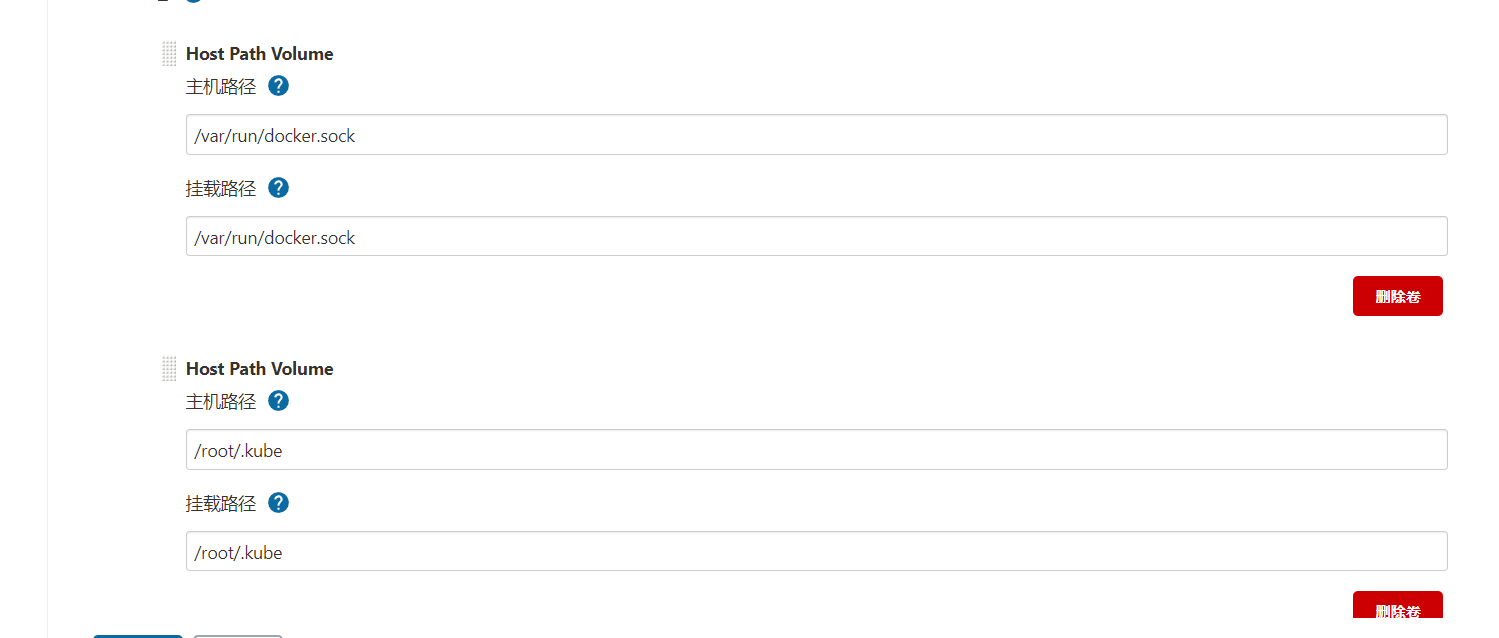 Host Path Volume
主机路径 ?
/var/run/docker.sock
挂载路径 ?
/var/run/docker.sock
删除卷
Host Path Volume
主机路径 ?
/root/.kube
挂载路径 ?
/root/.kube
删除卷